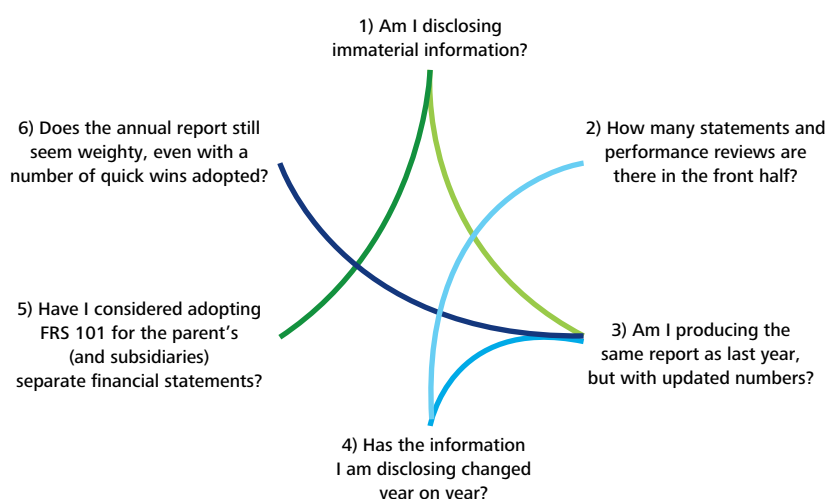 1) Am I disclosing
immaterial information?
2) How many statements and
performance reviews are
there in the front half?
3) Am I producing the
same report as last year,
but with updated numbers?
4) Has the information
I am disclosing changed
year on year?
5) Have I considered adopting
FRS 101 for the parent’s
(and subsidiaries)
separate financial statements?
6) Does the annual report still
seem weighty, even with a
number of quick wins adopted?